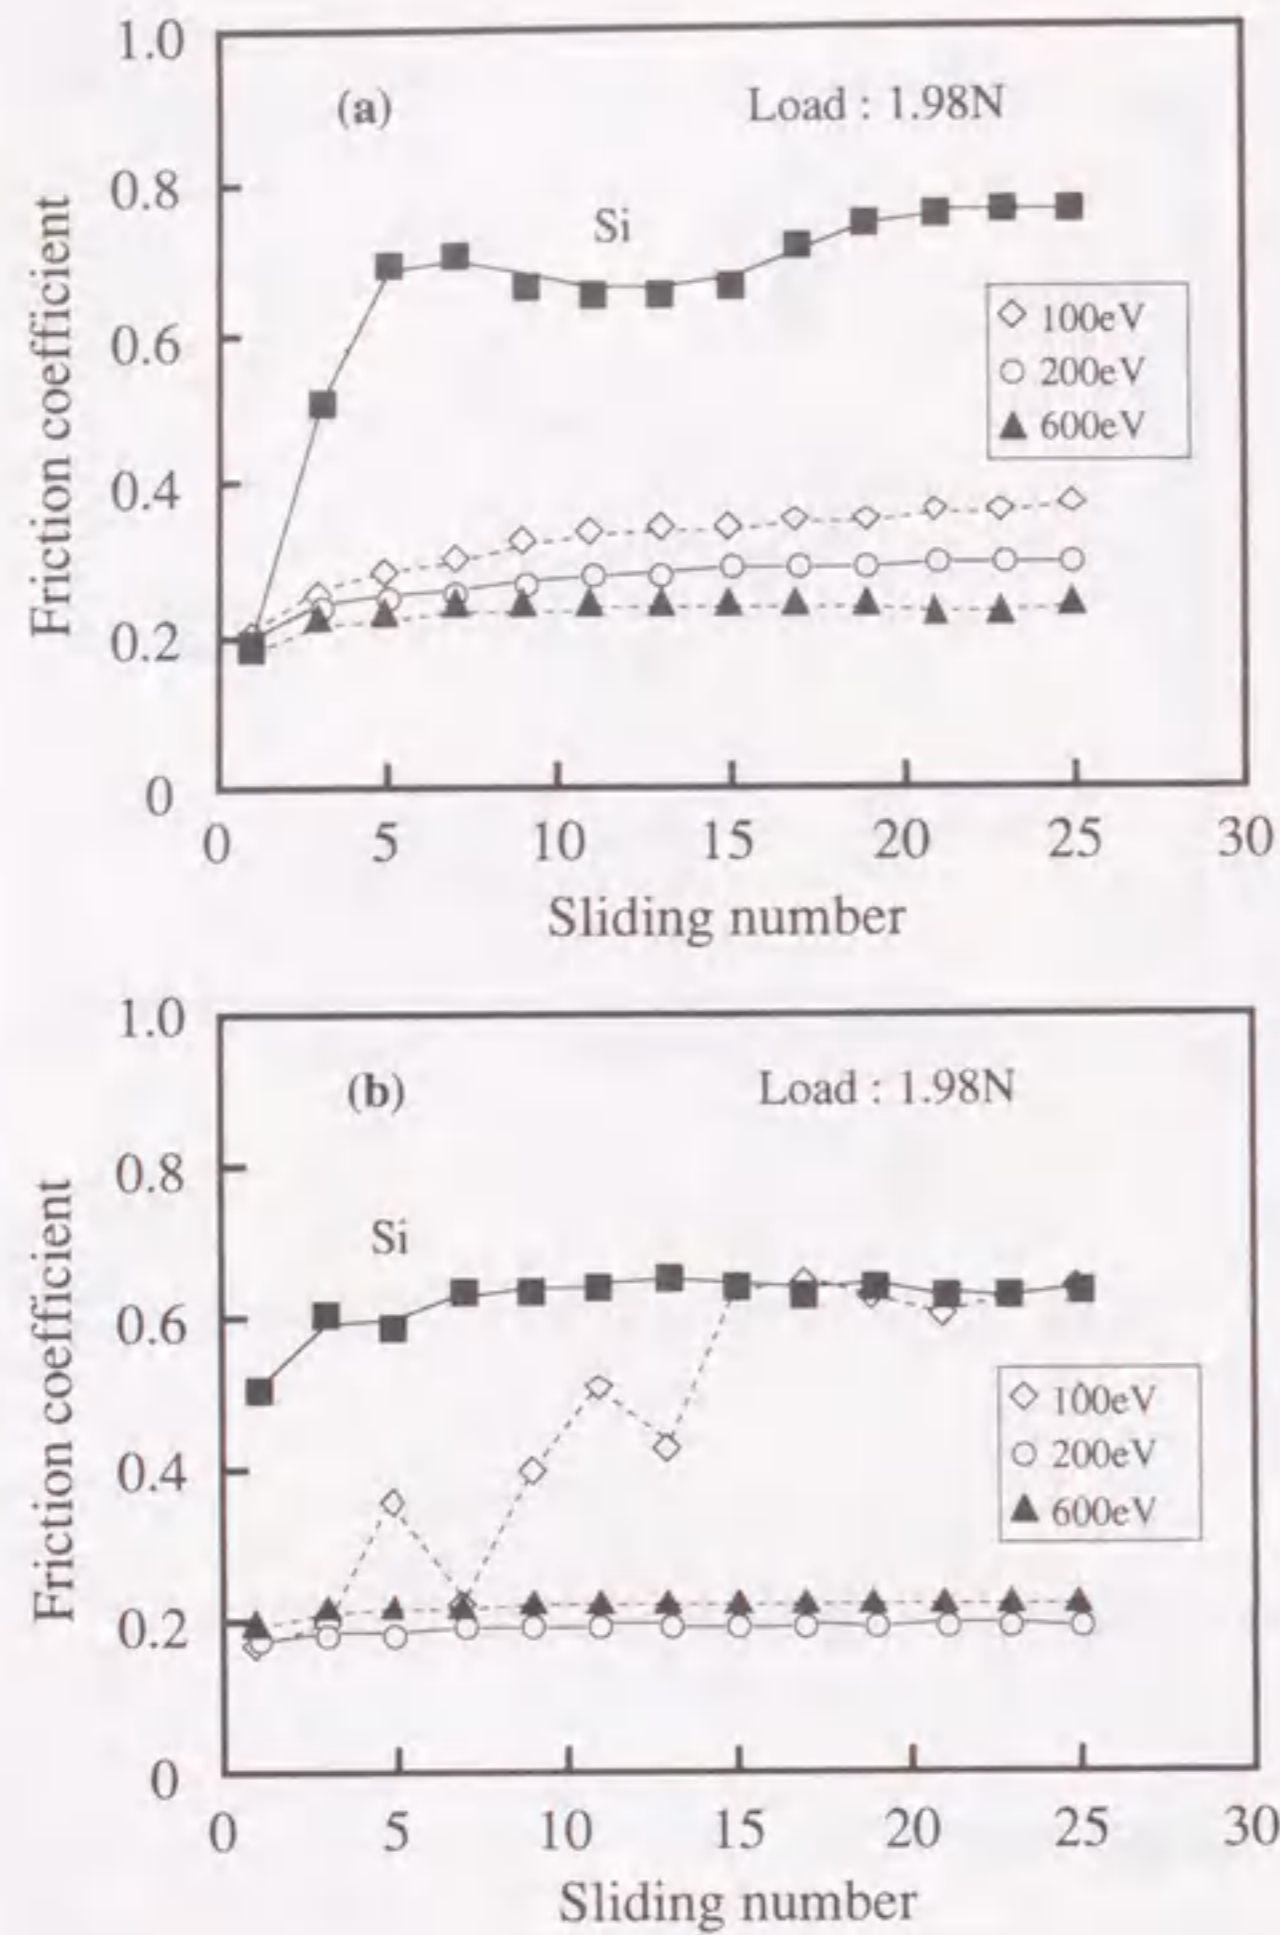 1.0
(a)
Load : 1.98N
0.8
Si
0.6
100eV
200eV
600eV
0.4
0.2
0
Friction coefficient
0 5 10 15 20 25 30
Sliding number
1.0
(b)
Load : 1.98N
0.8
Si
0.6
100eV
200eV
600eV
0.4
0.2
0
Friction coefficient
0 5 10 15 20 25 30
Sliding number